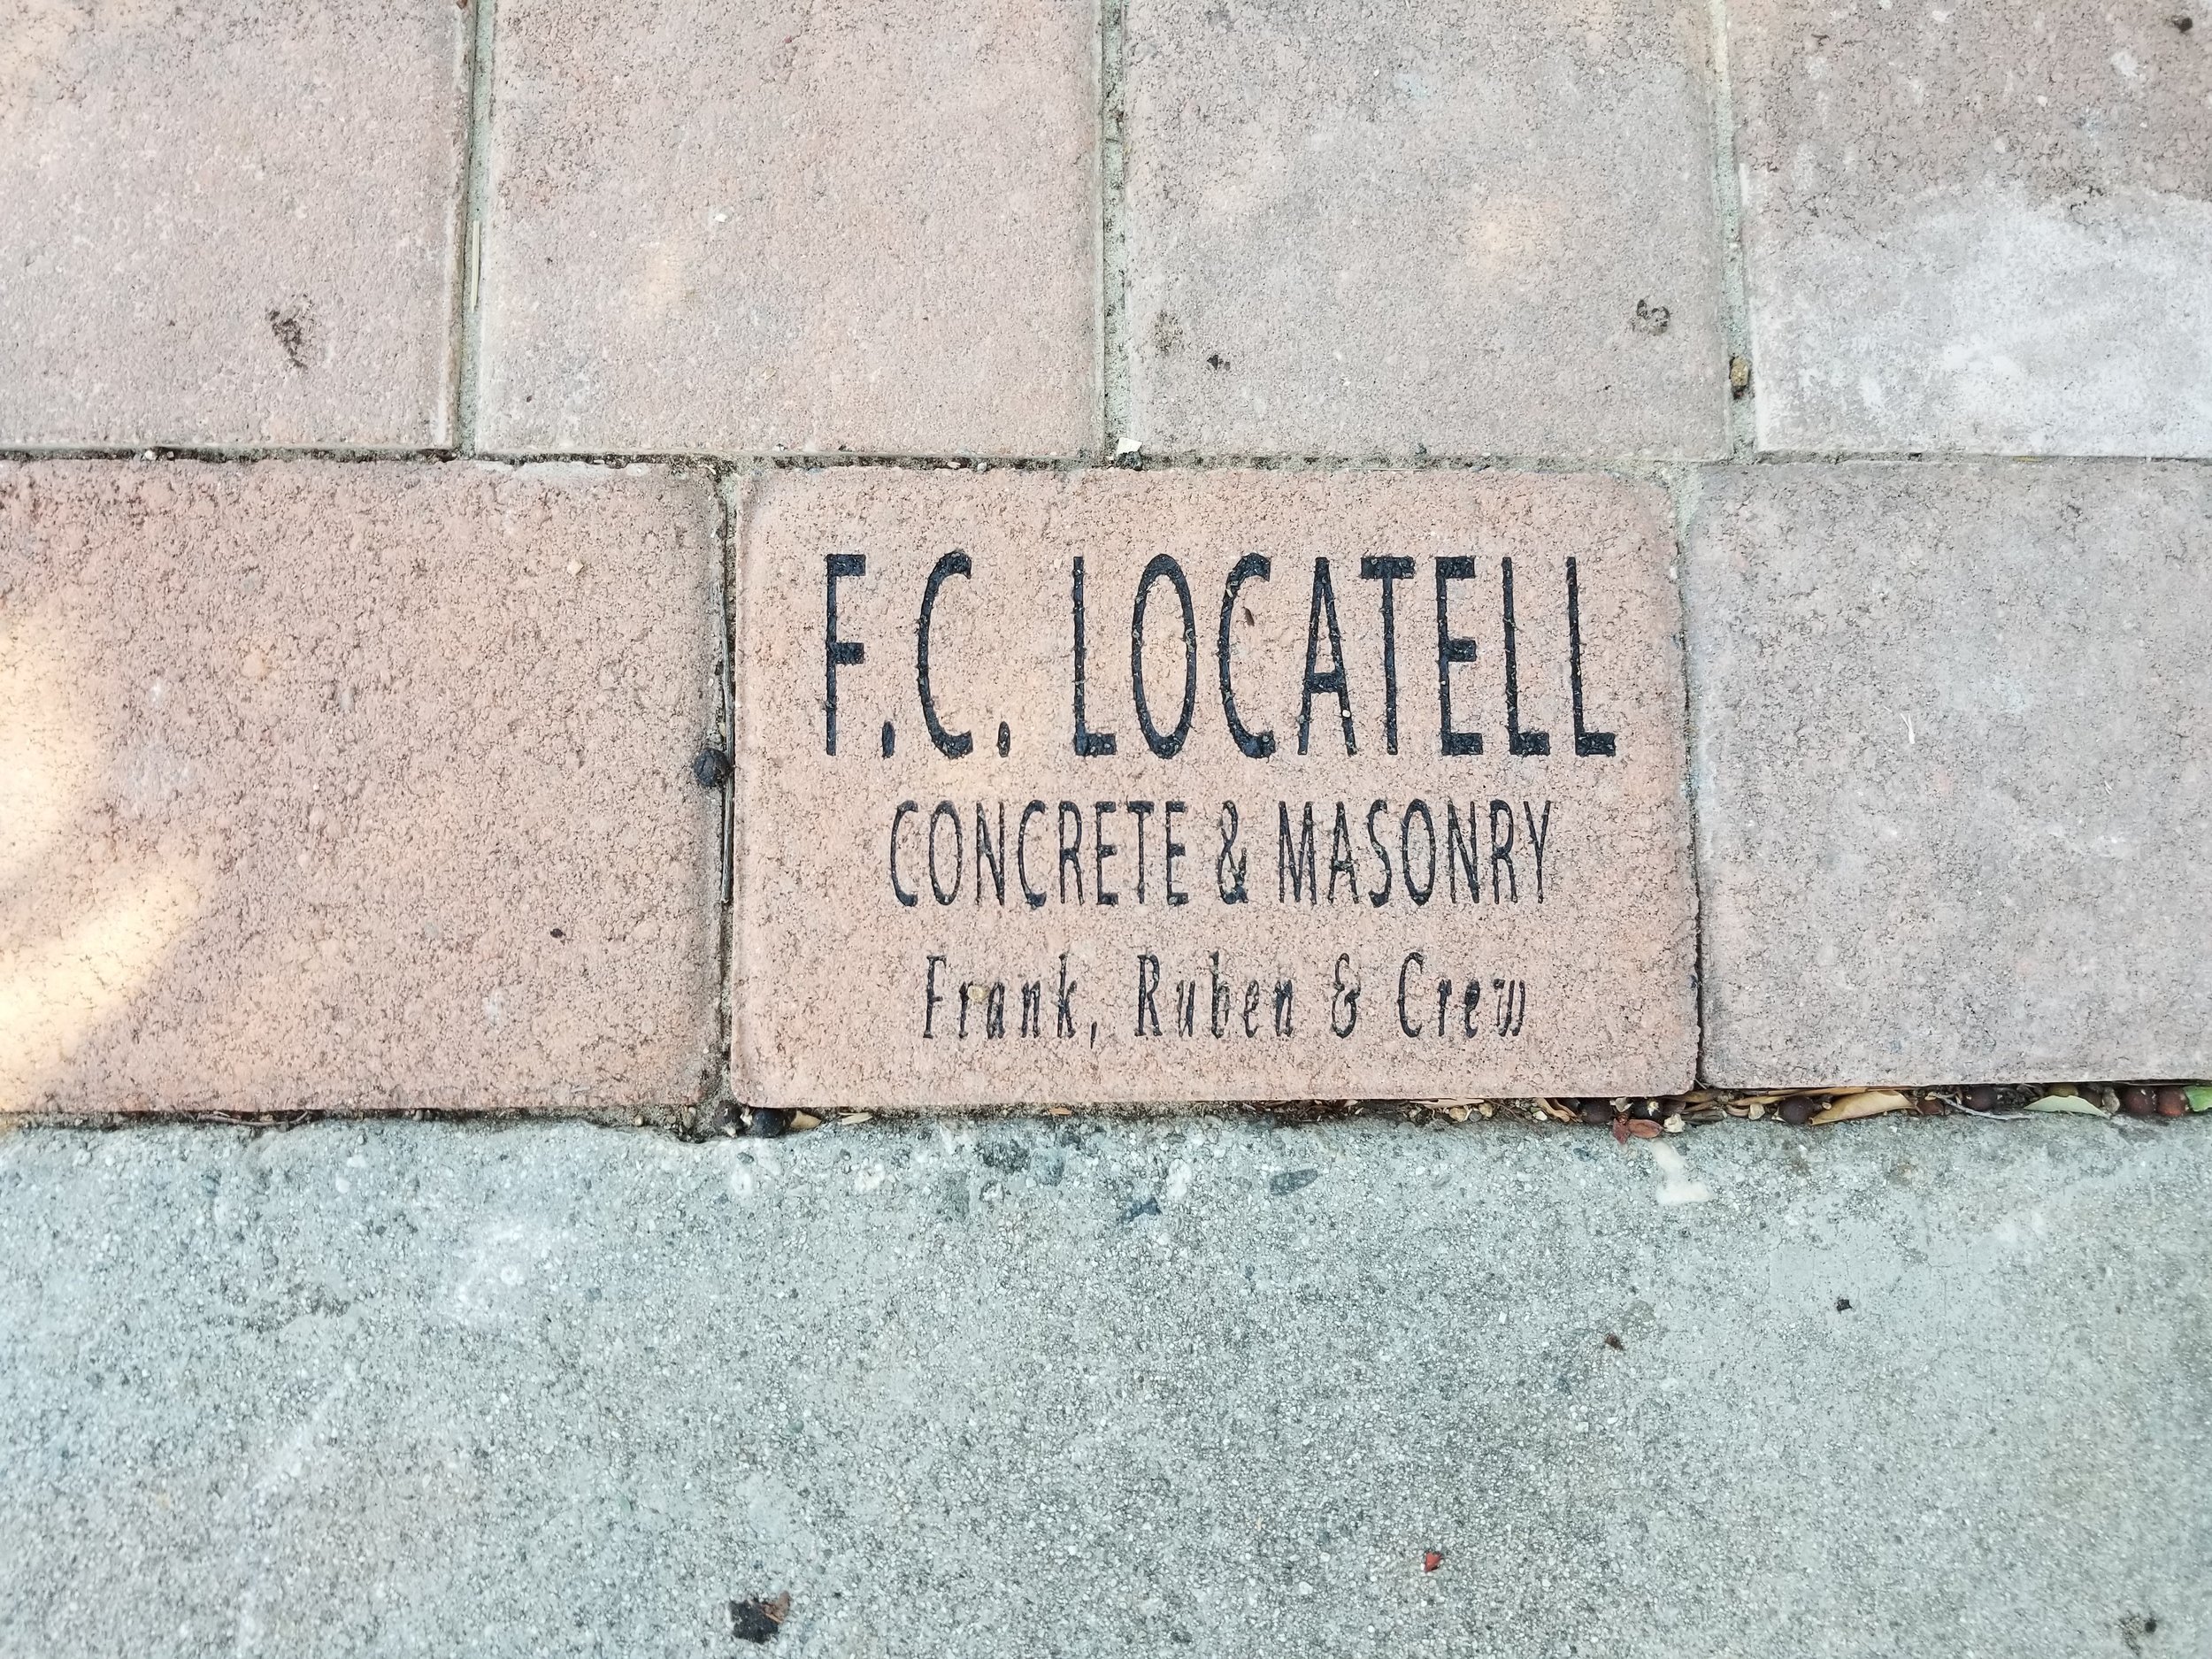 F.C. LOCATELL
CONCRETE & MASONRY
Frank, Ruben & Crew